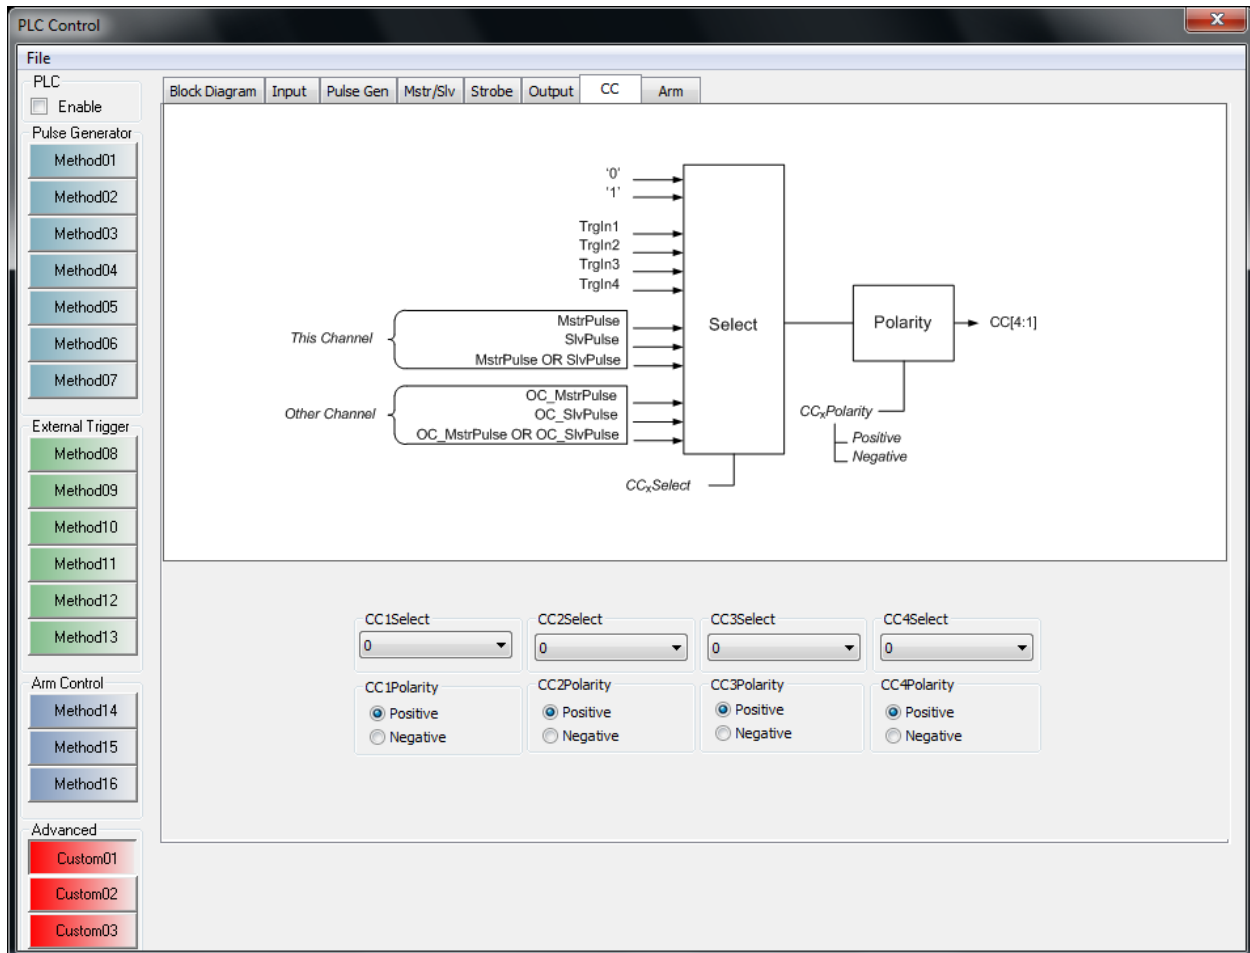 PLC Control
File
PLC
Enable
Pulse Generator
Method01
Method02
Method03
Method04
Method05
Method06
Method07
External Trigger
Method08
Method09
Method10
Method11
Method12
Method13
Arm Control
Method14
Method15
Method16
Advanced
Custom01
Custom02
Custom03
Block Diagram Input Pulse Gen Mstr/Slv Strobe Output CC Arm
'0'
'1'
TrgIn1
TrgIn2
TrgIn3
TrgIn4
This Channel
MstrPulse
SlvPulse
MstrPulse OR SlvPulse
Other Channel
OC_MstrPulse
OC_SlvPulse
OC_MstrPulse OR OC_SlvPulse
Select
CCxSelect
Polarity
CC[4:1]
CCxPolarity
Positive
Negative
CC1Select CC2Select CC3Select CC4Select
0 0 0 0
CC1Polarity CC2Polarity CC3Polarity CC4Polarity
Positive Positive Positive Positive
Negative Negative Negative Negative